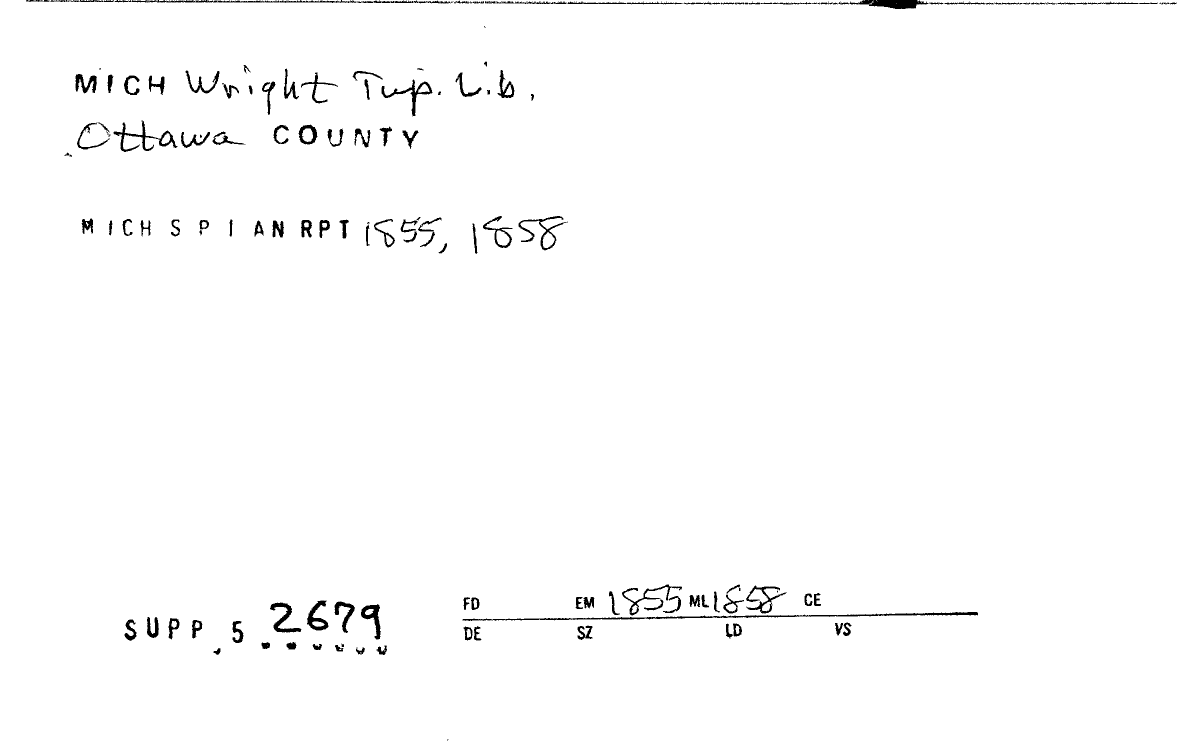 MICH Wright Twp. Lib.
Ottawa COUNTY
MICH S P I AN RPT 1855, 1858
FD EM 1855 ML 1858 CE
SUPP 5 2679
DE SZ LD VS